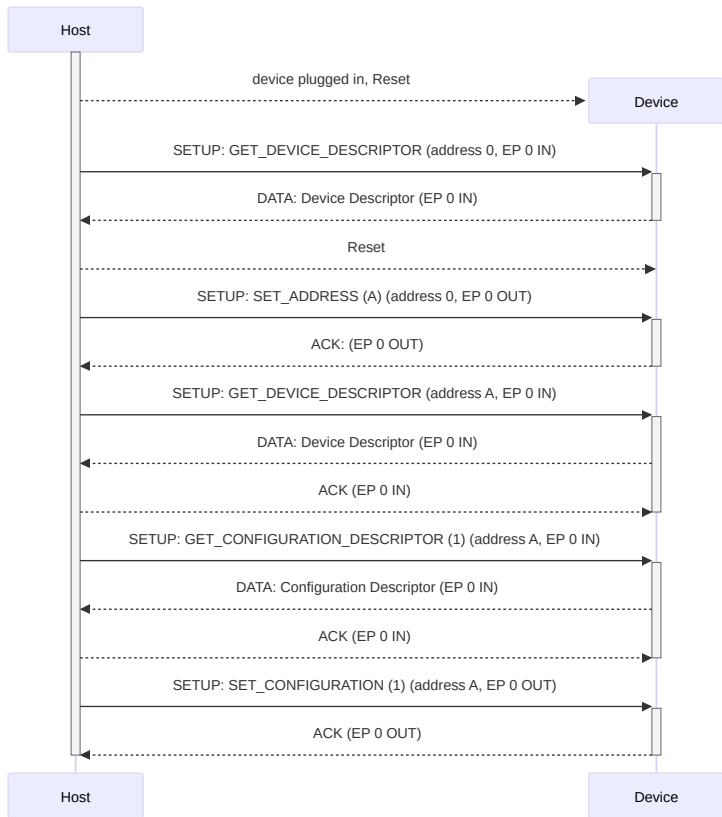 Host
device plugged in, Reset
Device
SETUP: GET_DEVICE_DESCRIPTOR (address 0, EP 0 IN)
DATA: Device Descriptor (EP 0 IN)
Reset
SETUP: SET_ADDRESS (A) (address 0, EP 0 OUT)
ACK: (EP 0 OUT)
SETUP: GET_DEVICE_DESCRIPTOR (address A, EP 0 IN)
DATA: Device Descriptor (EP 0 IN)
ACK (EP 0 IN)
SETUP: GET_CONFIGURATION_DESCRIPTOR (1) (address A, EP 0 IN)
DATA: Configuration Descriptor (EP 0 IN)
ACK (EP 0 IN)
SETUP: SET_CONFIGURATION (1) (address A, EP 0 OUT)
ACK (EP 0 OUT)
Host
Device